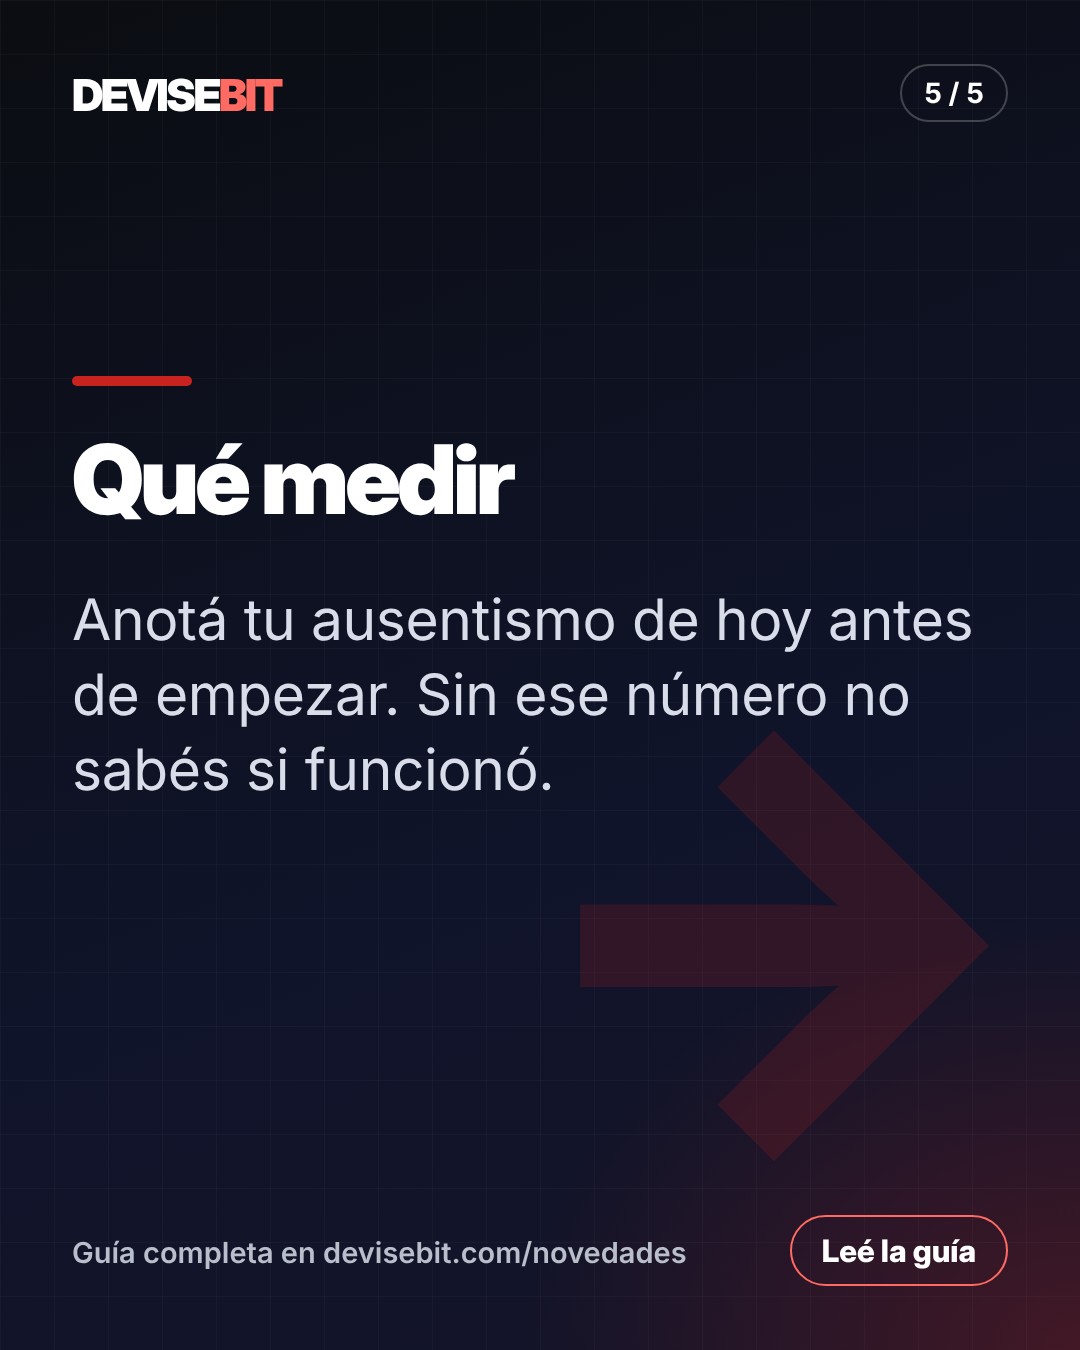 DEVISEBIT
5 / 5
Qué medir
Anotá tu ausentismo de hoy antes
de empezar. Sin ese número no
sabés si funcionó.
Guía completa en devisebit.com/novedades
Leé la guía